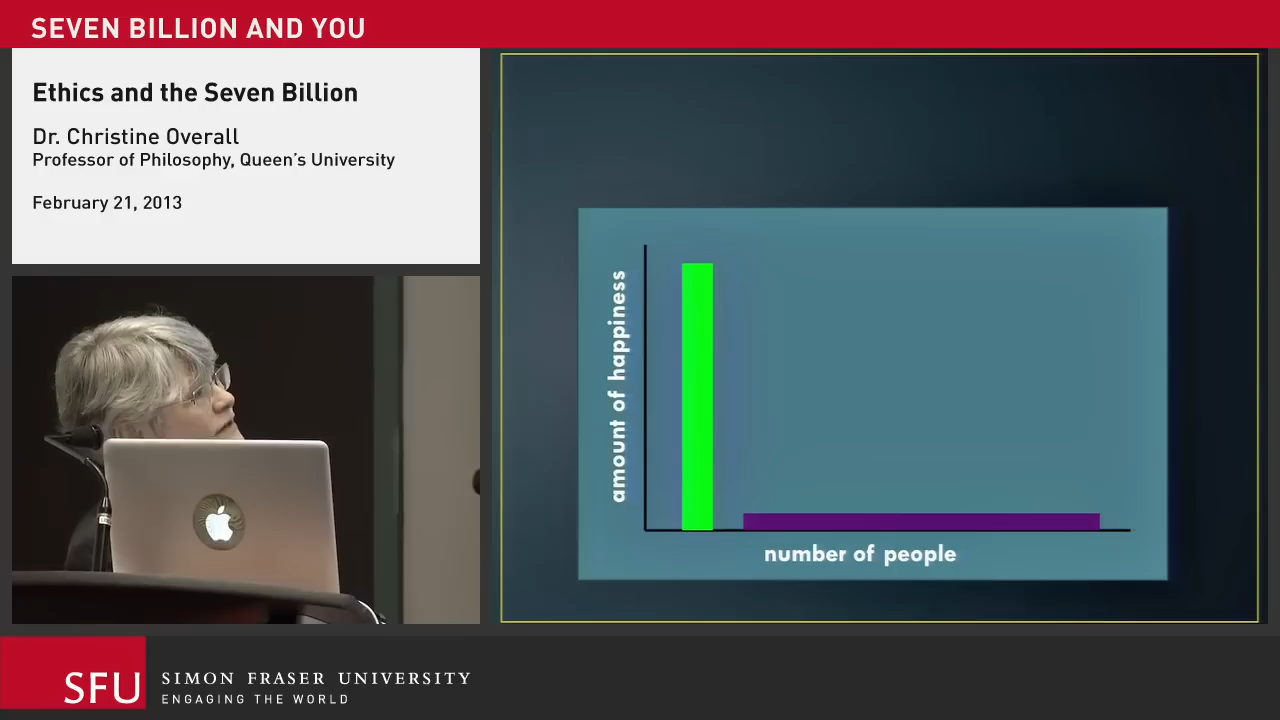 SEVEN BILLION AND YOU
Ethics and the Seven Billion
Dr. Christine Overall
Professor of Philosophy, Queen's University
February 21, 2013
amount of happiness
number of people
SFU
SIMON FRASER UNIVERSITY
ENGAGING THE WORLD